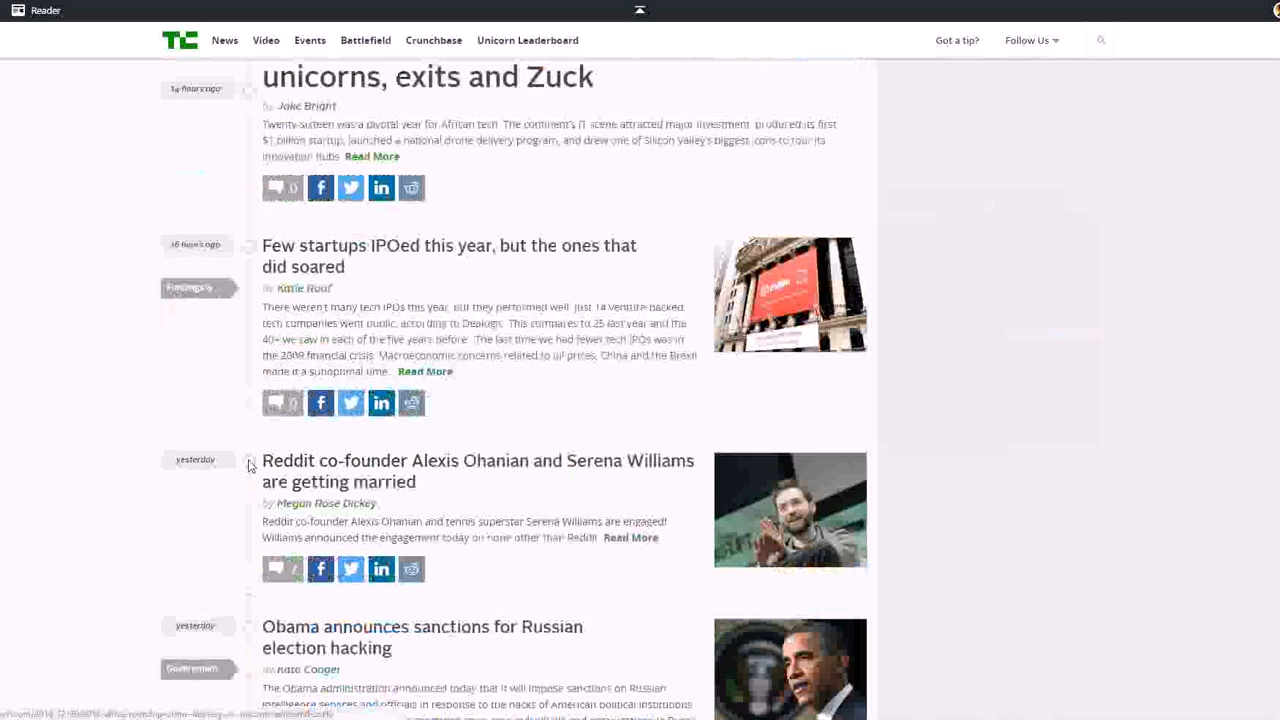 Reader
TC News Video Events Battlefield Crunchbase Unicorn Leaderboard Got a tip? Follow Us
unicorns, exits and Zuck
14 hours ago
by Jake Bright
Twenty-sixteen was a pivotal year for African tech. The continent's IT scene attracted major investment, produced its first
$1 billion startup, launched a national drone delivery program, and drew one of Silicon Valley's biggest icons to tour its
innovation hubs. Read More
0
16 hours ago
Few startups IPOed this year, but the ones that
did soared
Fundings &
by Katie Roof
There weren't many tech IPOs this year, but they performed well. Just 14 venture-backed
tech companies went public, according to Dealogic. This compares to 25 last year and the
40+ we saw in each of the five years before. The last time we had fewer tech IPOs was in
the 2009 financial crisis. Macroeconomic concerns related to oil prices, China and the Brexit
made it a suboptimal time... Read More
0
yesterday
Reddit co-founder Alexis Ohanian and Serena Williams
are getting married
by Megan Rose Dickey
Reddit co-founder Alexis Ohanian and tennis superstar Serena Williams are engaged!
Williams announced the engagement today on none other than Reddit. Read More
7
yesterday
Obama announces sanctions for Russian
election hacking
Government
by Kate Conger
The Obama administration announced today that it will impose sanctions on Russian
intelligence services and officials in response to the hacks of American political institutions